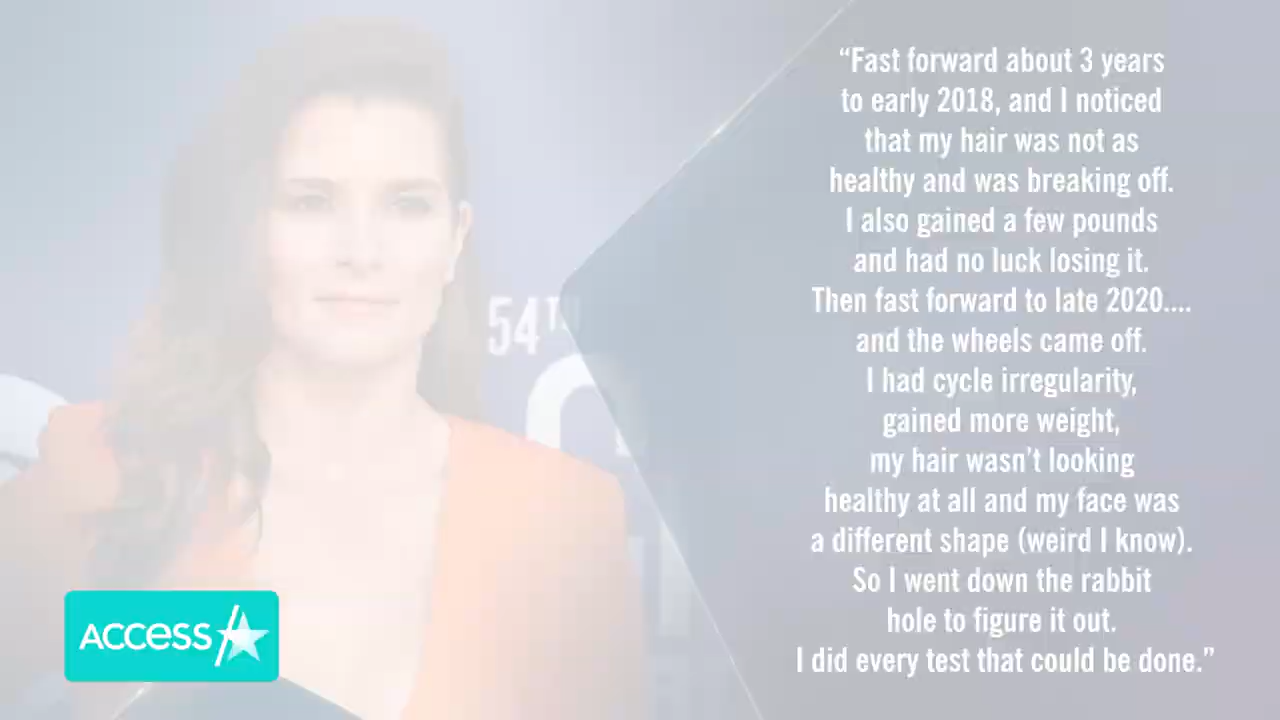 “Fast forward about 3 years
to early 2018, and I noticed
that my hair was not as
healthy and was breaking off.
I also gained a few pounds
and had no luck losing it.
Then fast forward to late 2020....
and the wheels came off.
I had cycle irregularity,
gained more weight,
my hair wasn’t looking
healthy at all and my face was
a different shape (weird I know).
So I went down the rabbit
hole to figure it out.
I did every test that could be done.”
54TH
ACCESS